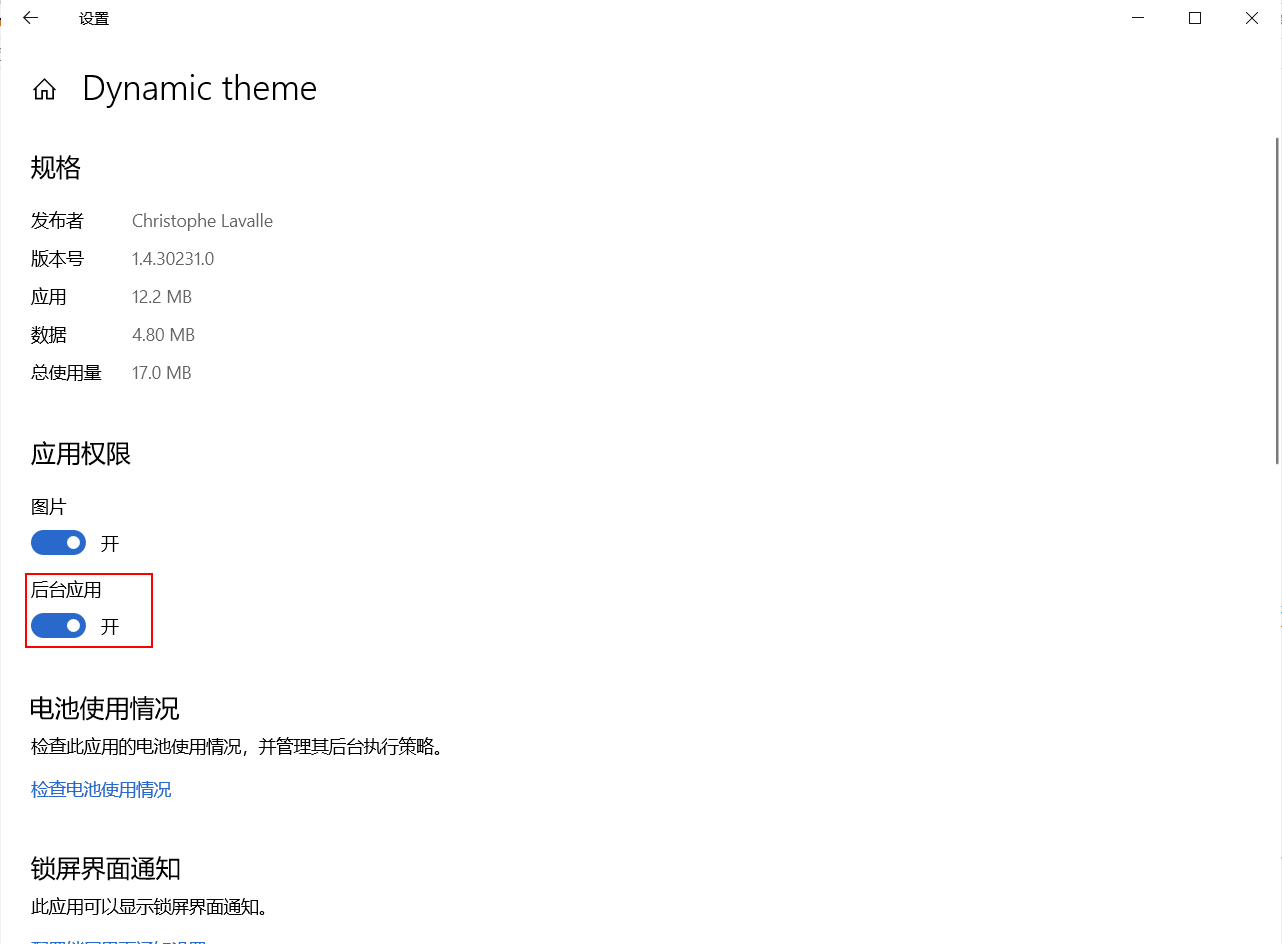 设置
Dynamic theme
规格
发布者 Christophe Lavalle
版本号 1.4.30231.0
应用 12.2 MB
数据 4.80 MB
总使用量 17.0 MB
应用权限
图片
开
后台应用
开
电池使用情况
检查此应用的电池使用情况，并管理其后台执行策略。
检查电池使用情况
锁屏界面通知
此应用可以显示锁屏界面通知。